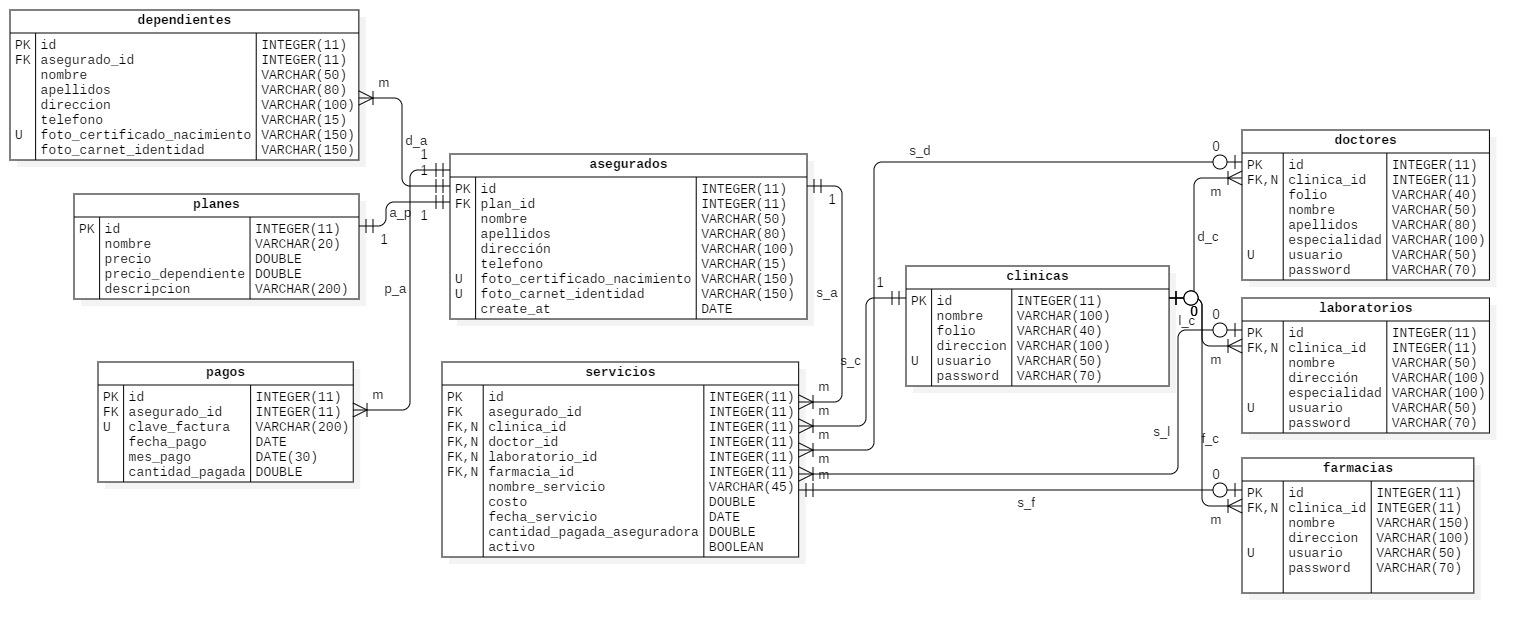 dependientes
PK id INTEGER(11)
FK asegurado_id INTEGER(11)
nombre VARCHAR(50)
apellidos VARCHAR(80)
direccion VARCHAR(100)
telefono VARCHAR(15)
U foto_certificado_nacimiento VARCHAR(150)
foto_carnet_identidad VARCHAR(150)
m
d_a
1
1
planes
PK id INTEGER(11)
nombre VARCHAR(20)
precio DOUBLE
precio_dependiente DOUBLE
descripcion VARCHAR(200)
a_p
1
1
p_a
pagos
PK id INTEGER(11)
FK asegurado_id INTEGER(11)
U clave_factura VARCHAR(200)
fecha_pago DATE
mes_pago DATE(30)
cantidad_pagada DOUBLE
m
asegurados
PK id INTEGER(11)
FK plan_id INTEGER(11)
nombre VARCHAR(50)
apellidos VARCHAR(80)
dirección VARCHAR(100)
telefono VARCHAR(15)
U foto_certificado_nacimiento VARCHAR(150)
U foto_carnet_identidad VARCHAR(150)
create_at DATE
1
s_a
servicios
PK id INTEGER(11)
FK asegurado_id INTEGER(11)
FK,N clinica_id INTEGER(11)
FK,N doctor_id INTEGER(11)
FK,N laboratorio_id INTEGER(11)
FK,N farmacia_id INTEGER(11)
nombre_servicio VARCHAR(45)
costo DOUBLE
fecha_servicio DATE
cantidad_pagada_aseguradora DOUBLE
activo BOOLEAN
m
m
m
m
m
s_c
1
s_d
0
clinicas
PK id INTEGER(11)
nombre VARCHAR(100)
folio VARCHAR(40)
direccion VARCHAR(100)
U usuario VARCHAR(50)
password VARCHAR(70)
0
l_c
d_c
m
doctores
PK id INTEGER(11)
FK,N clinica_id INTEGER(11)
folio VARCHAR(40)
nombre VARCHAR(50)
apellidos VARCHAR(80)
especialidad VARCHAR(100)
U usuario VARCHAR(50)
password VARCHAR(70)
0
m
s_l
laboratorios
PK id INTEGER(11)
FK,N clinica_id INTEGER(11)
nombre VARCHAR(50)
dirección VARCHAR(100)
especialidad VARCHAR(100)
U usuario VARCHAR(50)
password VARCHAR(70)
f_c
0
m
s_f
farmacias
PK id INTEGER(11)
FK,N clinica_id INTEGER(11)
nombre VARCHAR(150)
direccion VARCHAR(100)
U usuario VARCHAR(50)
password VARCHAR(70)